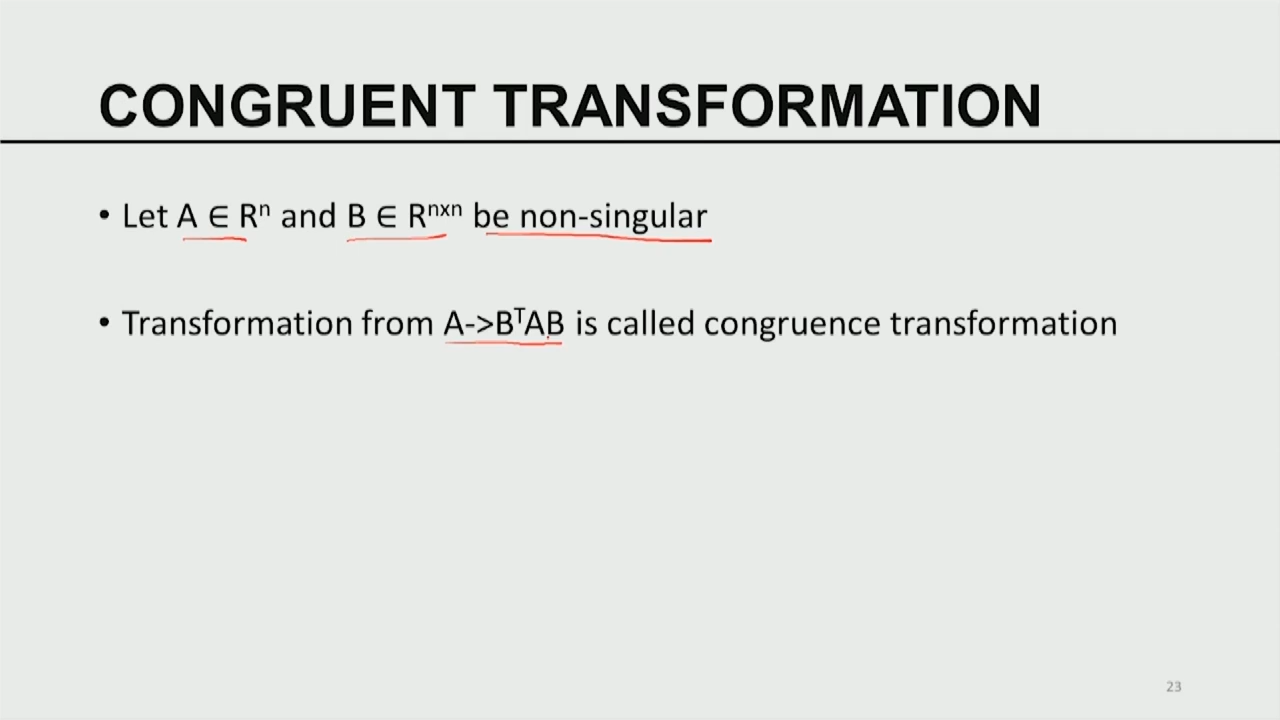 CONGRUENT TRANSFORMATION
• Let A ∈ Rⁿ and B ∈ Rⁿˣⁿ be non-singular
• Transformation from A->BᵀAB is called congruence transformation
23